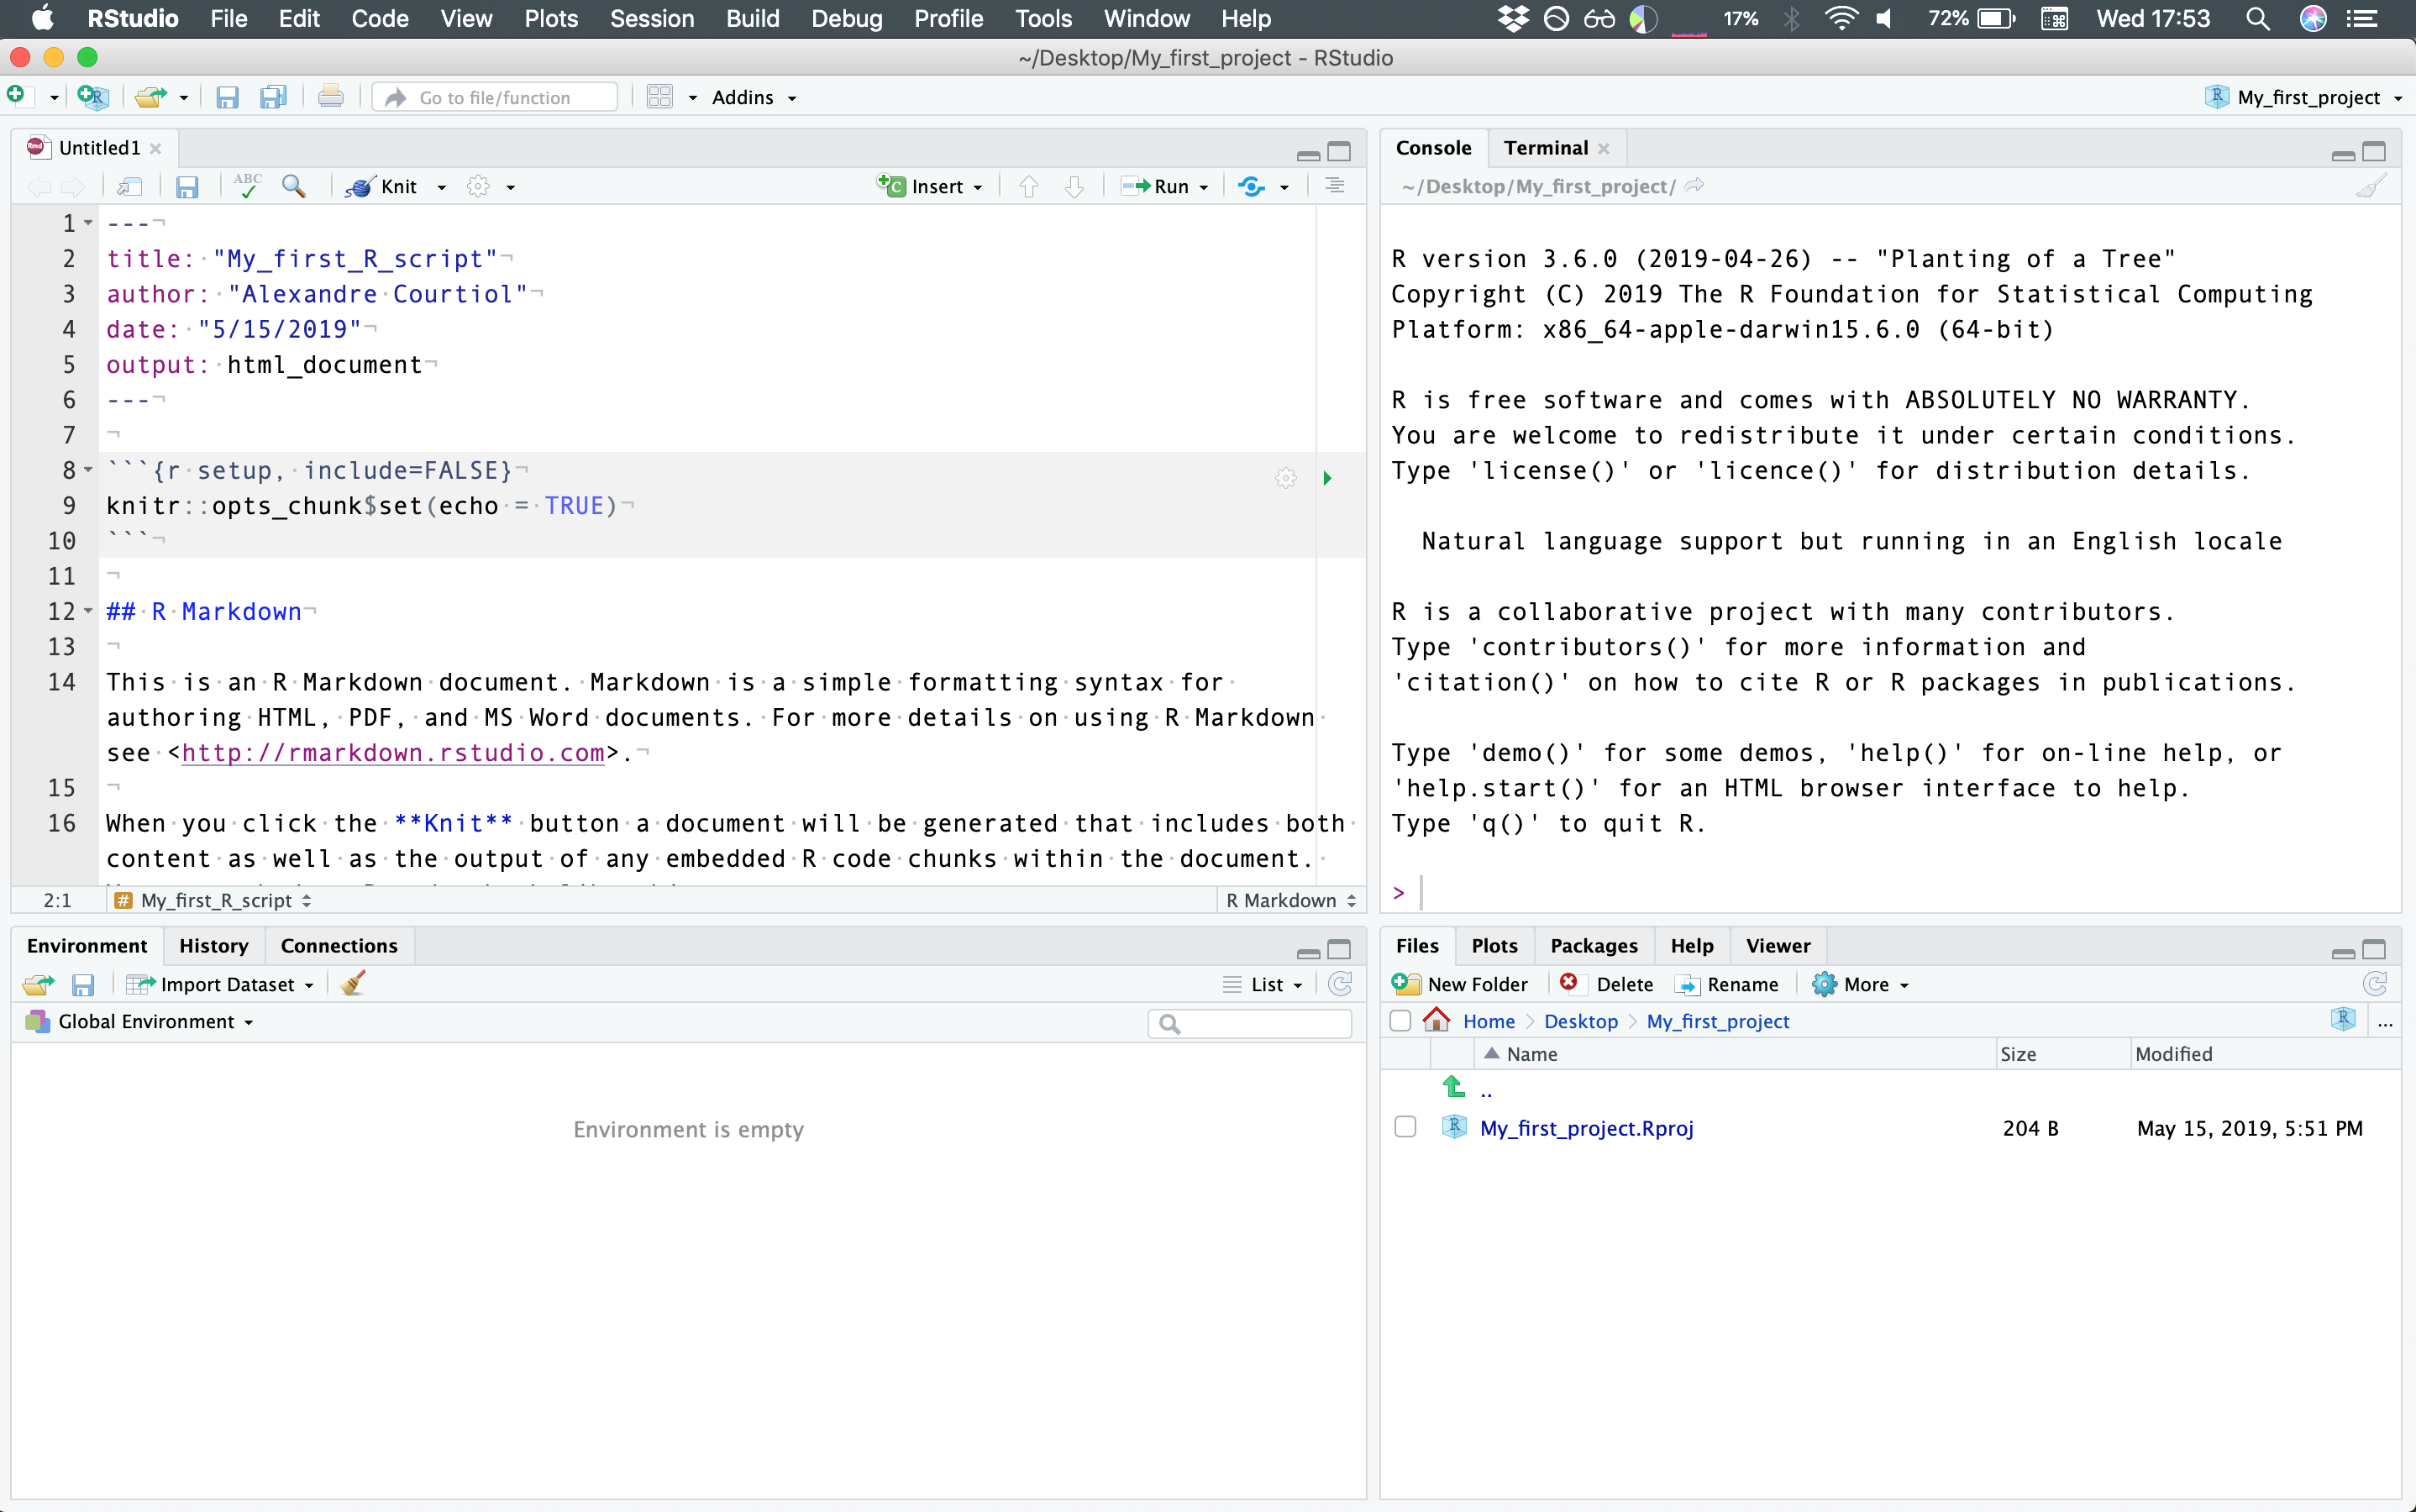 RStudio File Edit Code View Plots Session Build Debug Profile Tools Window Help 17% 72% Wed 17:53
~/Desktop/My_first_project - RStudio
Go to file/function Addins My_first_project
Untitled1
ABC Knit Insert Run
1 ---
2 title: "My_first_R_script"
3 author: "Alexandre Courtiol"
4 date: "5/15/2019"
5 output: html_document
6 ---
7
8 ```{r setup, include=FALSE}
9 knitr::opts_chunk$set(echo = TRUE)
10 ```
11
12 ## R Markdown
13
14 This is an R Markdown document. Markdown is a simple formatting syntax for
authoring HTML, PDF, and MS Word documents. For more details on using R Markdown
see <http://rmarkdown.rstudio.com>.
15
16 When you click the **Knit** button a document will be generated that includes both
content as well as the output of any embedded R code chunks within the document.
2:1 # My_first_R_script R Markdown
Console Terminal
~/Desktop/My_first_project/
R version 3.6.0 (2019-04-26) -- "Planting of a Tree"
Copyright (C) 2019 The R Foundation for Statistical Computing
Platform: x86_64-apple-darwin15.6.0 (64-bit)
R is free software and comes with ABSOLUTELY NO WARRANTY.
You are welcome to redistribute it under certain conditions.
Type 'license()' or 'licence()' for distribution details.
Natural language support but running in an English locale
R is a collaborative project with many contributors.
Type 'contributors()' for more information and
'citation()' on how to cite R or R packages in publications.
Type 'demo()' for some demos, 'help()' for on-line help, or
'help.start()' for an HTML browser interface to help.
Type 'q()' to quit R.
>
Environment History Connections
Import Dataset List
Global Environment
Environment is empty
Files Plots Packages Help Viewer
New Folder Delete Rename More
Home Desktop My_first_project ...
Name Size Modified
..
My_first_project.Rproj 204 B May 15, 2019, 5:51 PM